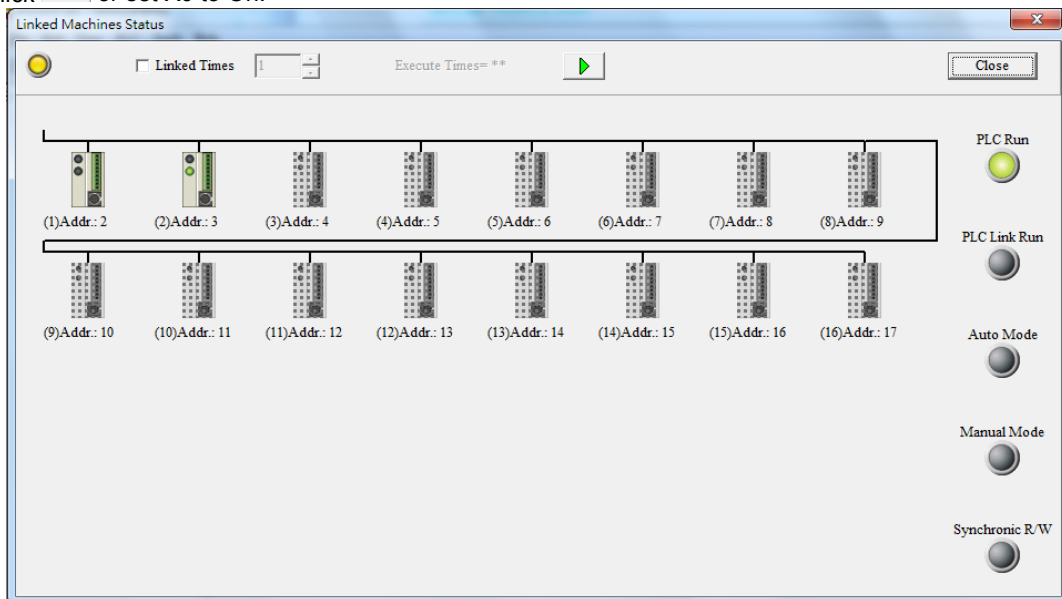 Linked Machines Status
Linked Times 1 Execute Times= ** Close
PLC Run
(1)Addr.: 2 (2)Addr.: 3 (3)Addr.: 4 (4)Addr.: 5 (5)Addr.: 6 (6)Addr.: 7 (7)Addr.: 8 (8)Addr.: 9
PLC Link Run
(9)Addr.: 10 (10)Addr.: 11 (11)Addr.: 12 (12)Addr.: 13 (13)Addr.: 14 (14)Addr.: 15 (15)Addr.: 16 (16)Addr.: 17
Auto Mode
Manual Mode
Synchronic R/W